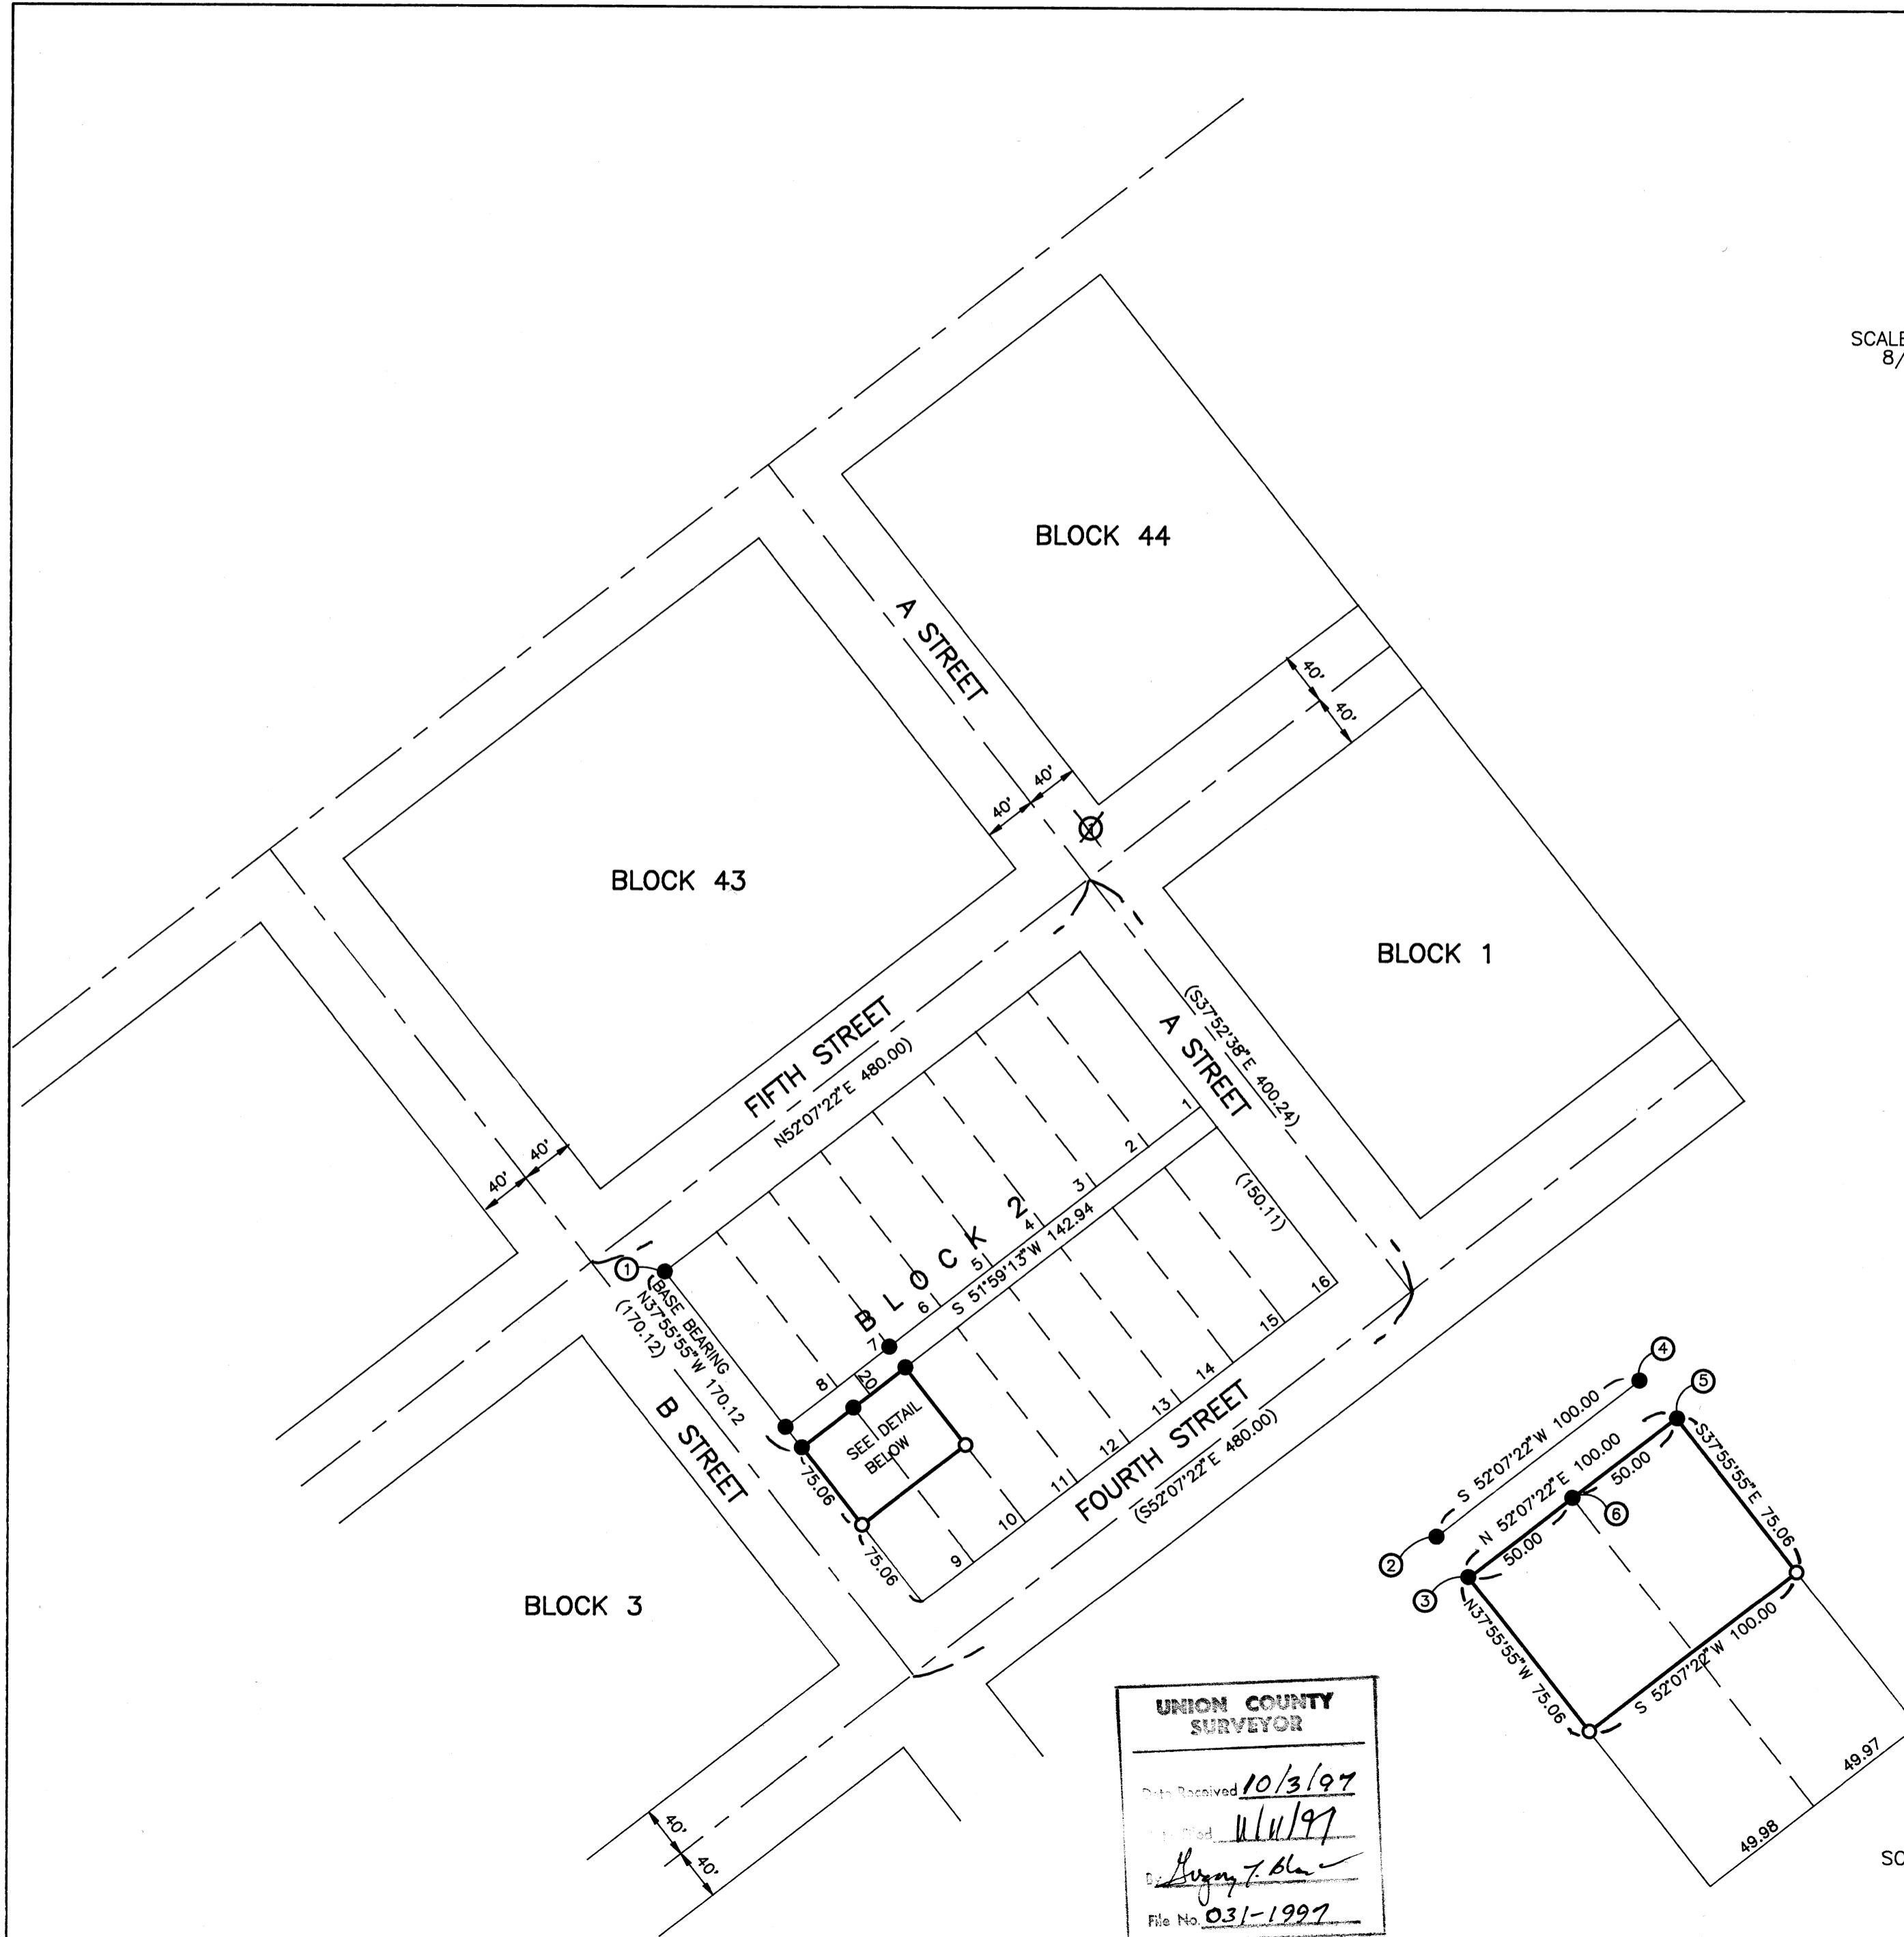 SCALE
8/
BLOCK 44
A STREET
40'
40'
40'
40'
1
BLOCK 43
BLOCK 1
(S37°52'38"E 400.24)
A STREET
FIFTH STREET
N52°07'22"E 480.00)
40'
40'
1
2
3
4
5
6
7
8
BLOCK 2
S 51°59'13"W 142.94
(150.11)
16
15
14
13
12
11
10
9
1
(BASE BEARING
N37°55'55"W 170.12
(170.12)
B STREET
20
SEE DETAIL
BELOW
75.06
75.06
FOURTH STREET
(S52°07'22"E 480.00)
BLOCK 3
40'
40'
4
5
S 52°07'22"W 100.00
N 52°07'22"E 100.00
50.00
50.00
S37°55'55"E 75.06
6
2
3
N37°55'55"W 75.06
S 52°07'22"W 100.00
49.97
49.98
SC
UNION COUNTY
SURVEYOR
Date Received 10/3/97
11/11/97
By
File No. 031-1997